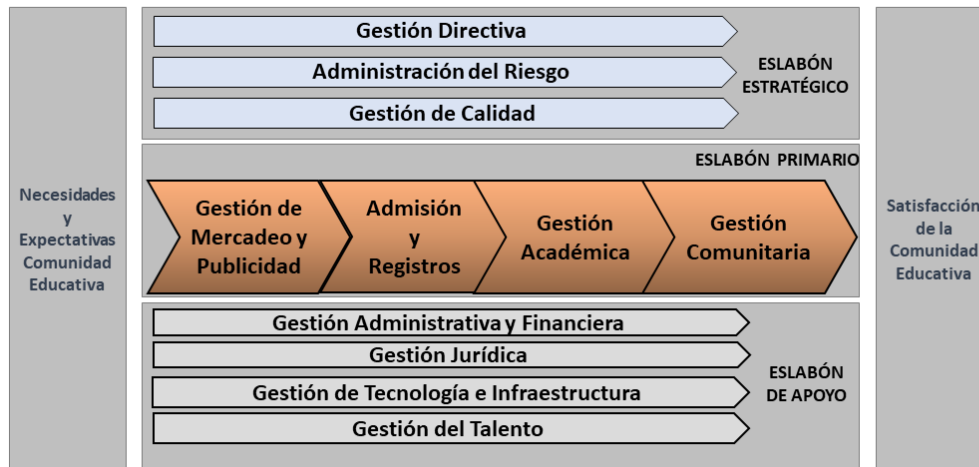 Necesidades
y
Expectativas
Comunidad
Educativa
Gestión Directiva
Administración del Riesgo
Gestión de Calidad
ESLABÓN
ESTRATÉGICO
ESLABÓN PRIMARIO
Gestión de
Mercadeo y
Publicidad
Admisión
y
Registros
Gestión
Académica
Gestión
Comunitaria
Gestión Administrativa y Financiera
Gestión Jurídica
Gestión de Tecnología e Infraestructura
Gestión del Talento
ESLABÓN
DE APOYO
Satisfacción
de la
Comunidad
Educativa